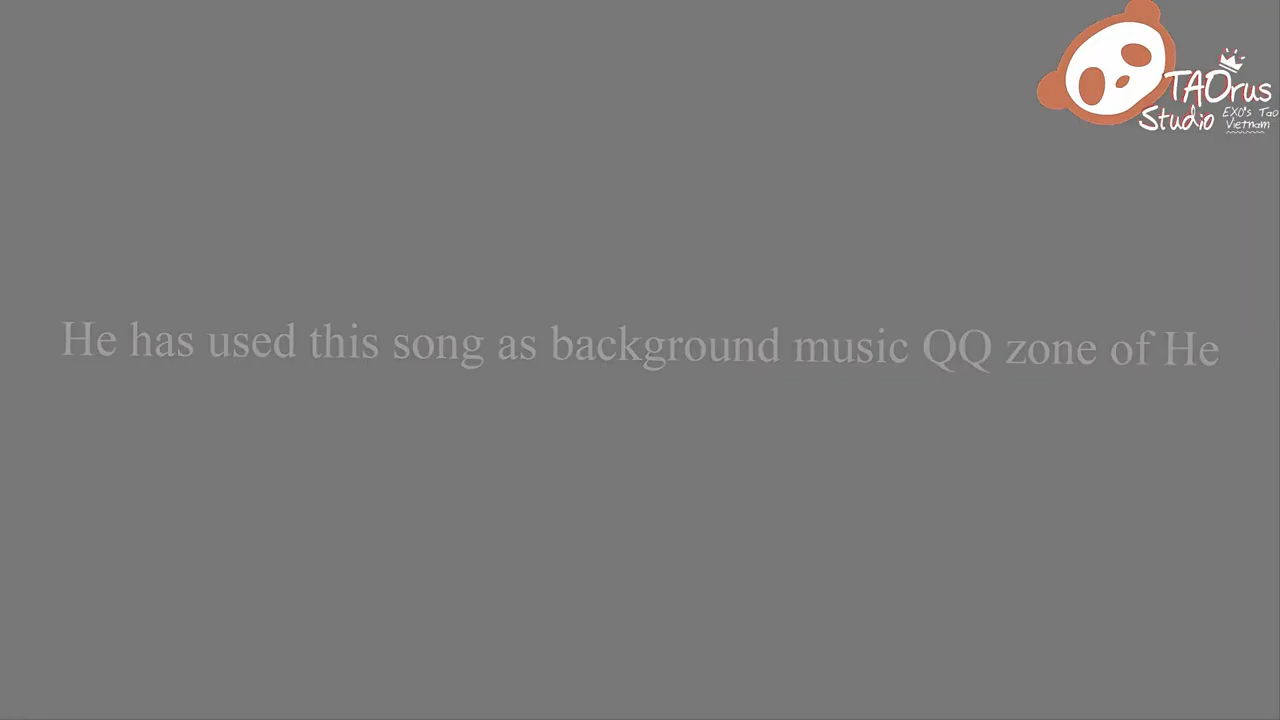 TAOrus
Studio
EXO's Tao
Vietnam
He has used this song as background music QQ zone of He